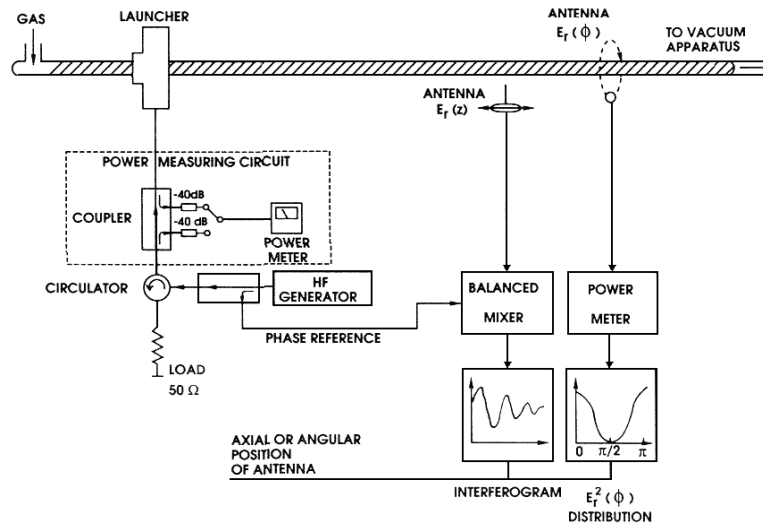 GAS
LAUNCHER
ANTENNA
E_r(ϕ)
TO VACUUM
APPARATUS
ANTENNA
E_r(z)
POWER MEASURING CIRCUIT
-40dB
COUPLER
-40 dB
POWER
METER
CIRCULATOR
HF
GENERATOR
BALANCED
MIXER
POWER
METER
PHASE REFERENCE
LOAD
50 Ω
0 π/2 π
AXIAL OR ANGULAR
POSITION
OF ANTENNA
INTERFEROGRAM
E_r^2(ϕ)
DISTRIBUTION